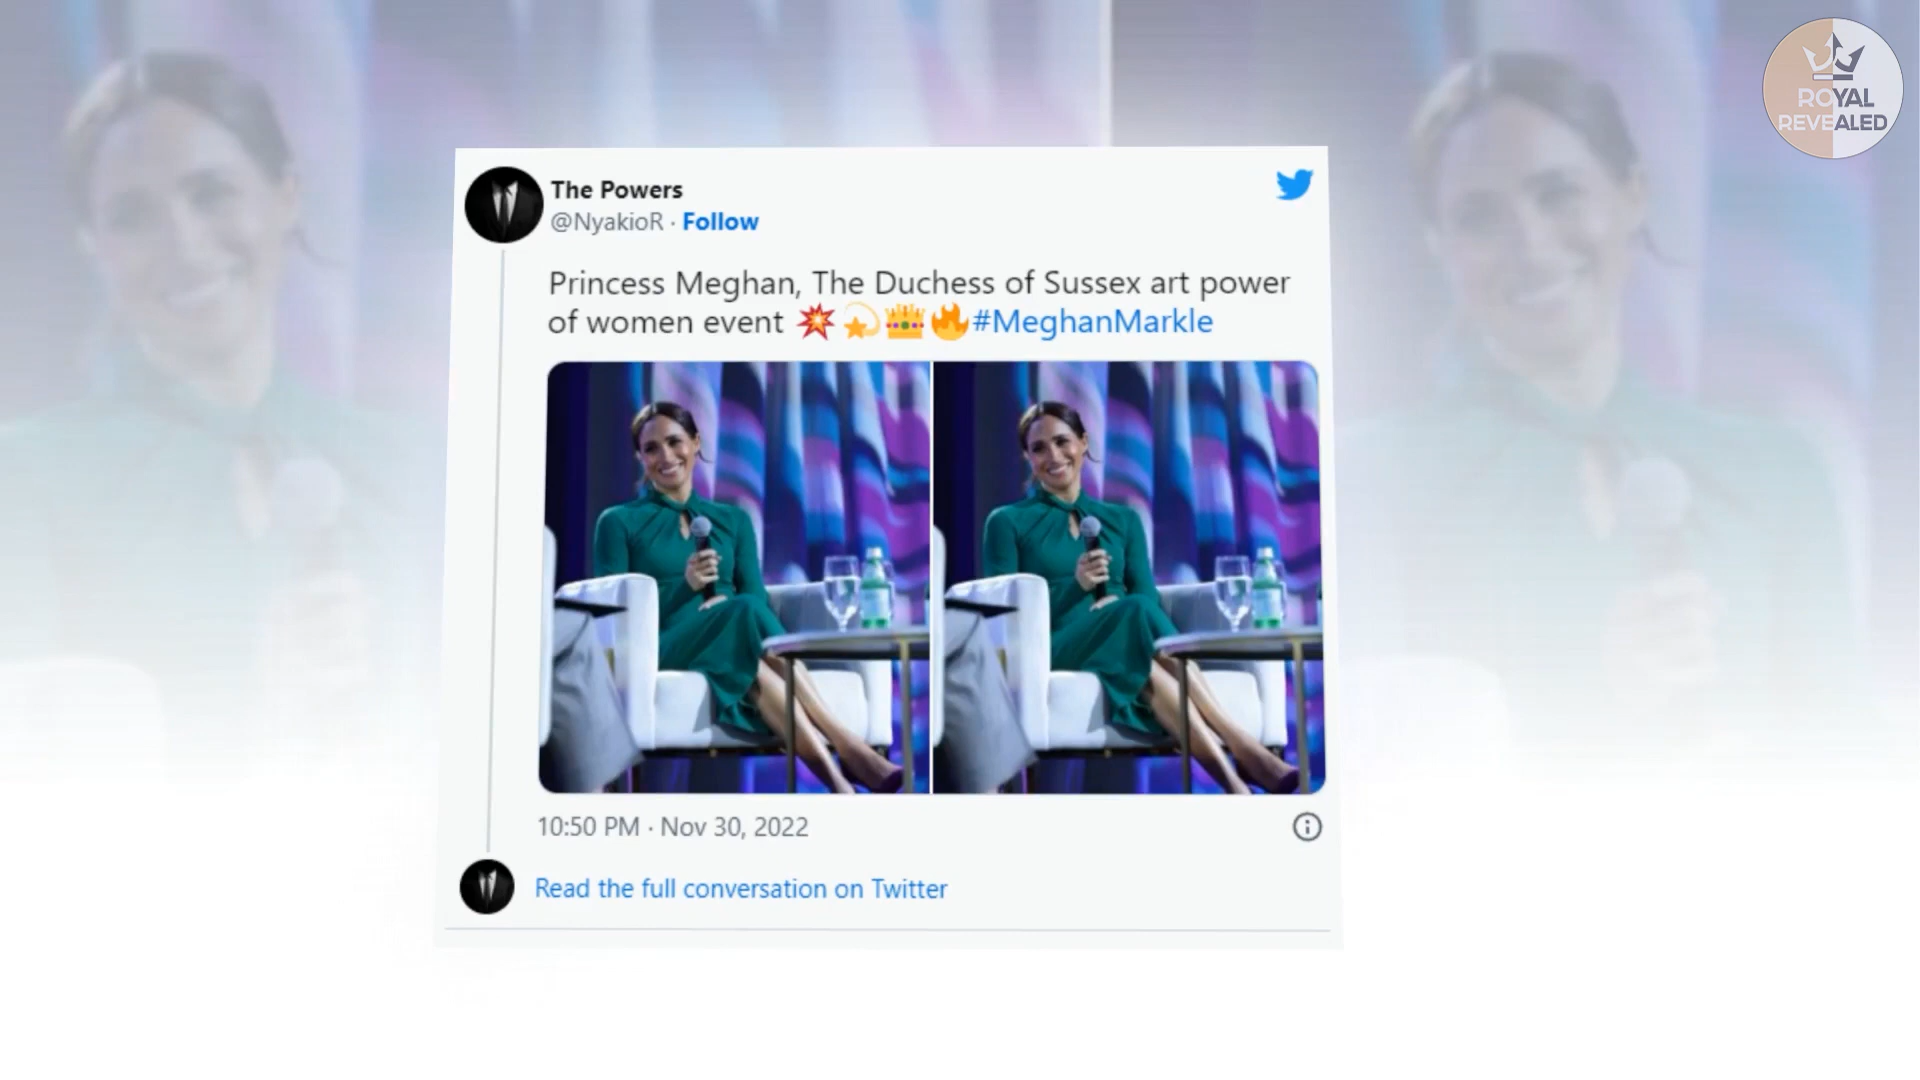 ROYAL
REVEALED
The Powers
@NyakioR · Follow
Princess Meghan, The Duchess of Sussex art power
of women event 💥💫👑🔥#MeghanMarkle
10:50 PM · Nov 30, 2022
Read the full conversation on Twitter